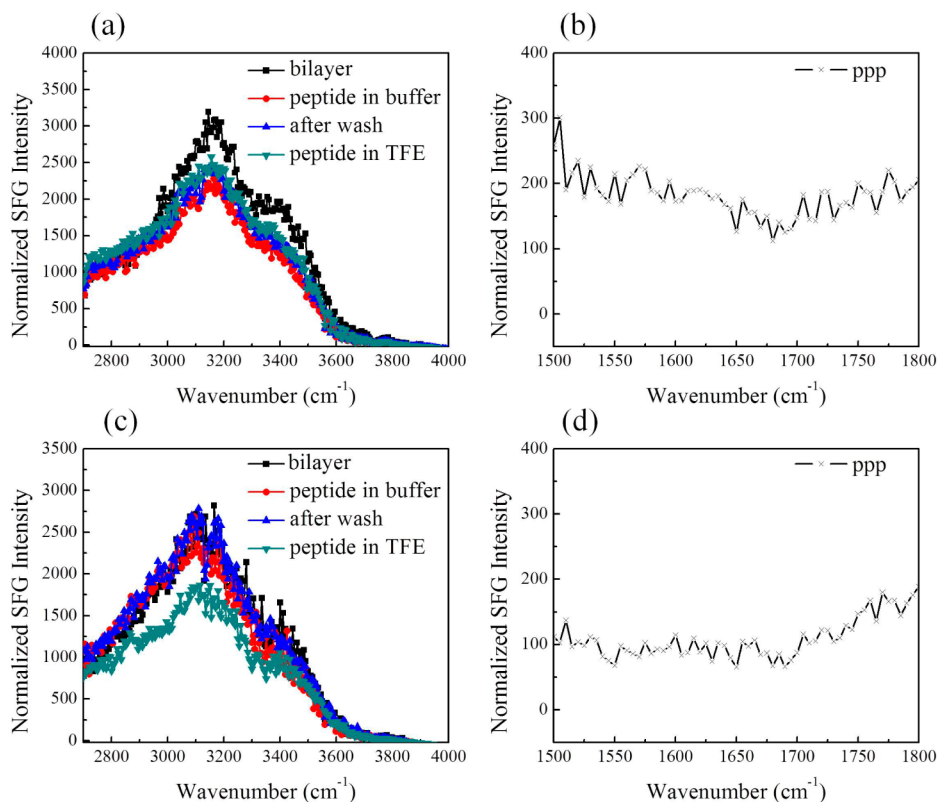 (a)
4000
3500
3000
2500
2000
1500
1000
500
0
Normalized SFG Intensity
bilayer
peptide in buffer
after wash
peptide in TFE
2800 3000 3200 3400 3600 3800 4000
Wavenumber (cm⁻¹)
(b)
400
300
200
100
0
Normalized SFG Intensity
ppp
1500 1550 1600 1650 1700 1750 1800
Wavenumber (cm⁻¹)
(c)
3500
3000
2500
2000
1500
1000
500
0
Normalized SFG Intensity
bilayer
peptide in buffer
after wash
peptide in TFE
2800 3000 3200 3400 3600 3800 4000
Wavenumber (cm⁻¹)
(d)
400
300
200
100
0
Normalized SFG Intensity
ppp
1500 1550 1600 1650 1700 1750 1800
Wavenumber (cm⁻¹)